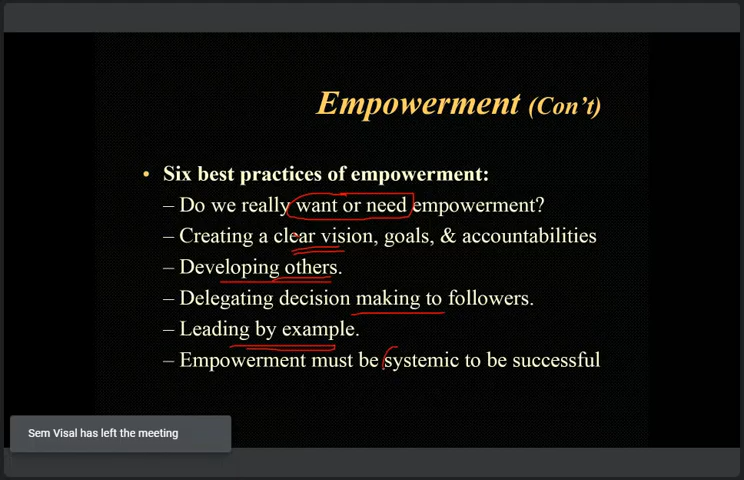 Empowerment (Con't)
• Six best practices of empowerment:
– Do we really want or need empowerment?
– Creating a clear vision, goals, & accountabilities
– Developing others.
– Delegating decision making to followers.
– Leading by example.
– Empowerment must be systemic to be successful
Sem Visal has left the meeting